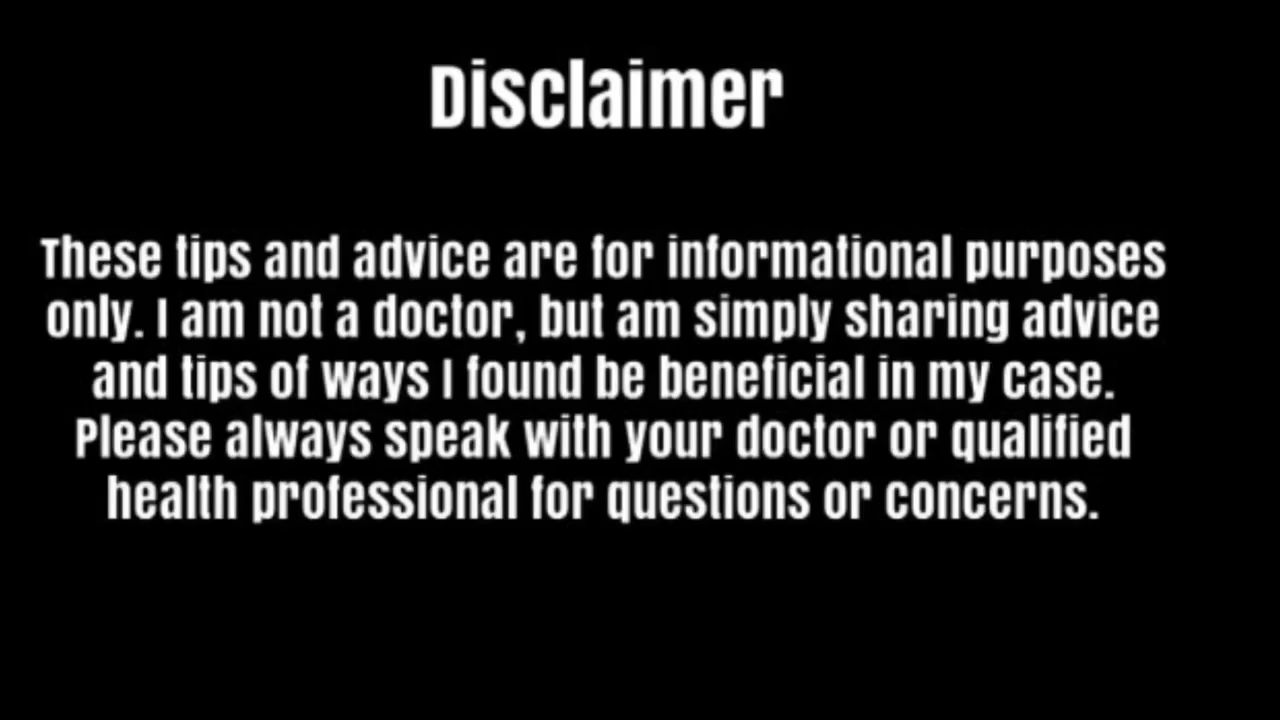 Disclaimer
These tips and advice are for informational purposes
only. I am not a doctor, but am simply sharing advice
and tips of ways I found be beneficial in my case.
Please always speak with your doctor or qualified
health professional for questions or concerns.